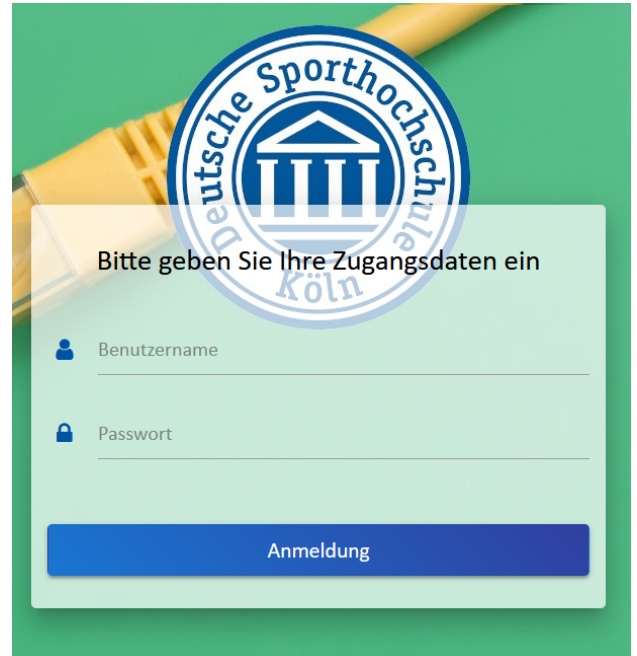 Deutsche Sporthochschule
Köln
Bitte geben Sie Ihre Zugangsdaten ein
Benutzername
Passwort
Anmeldung